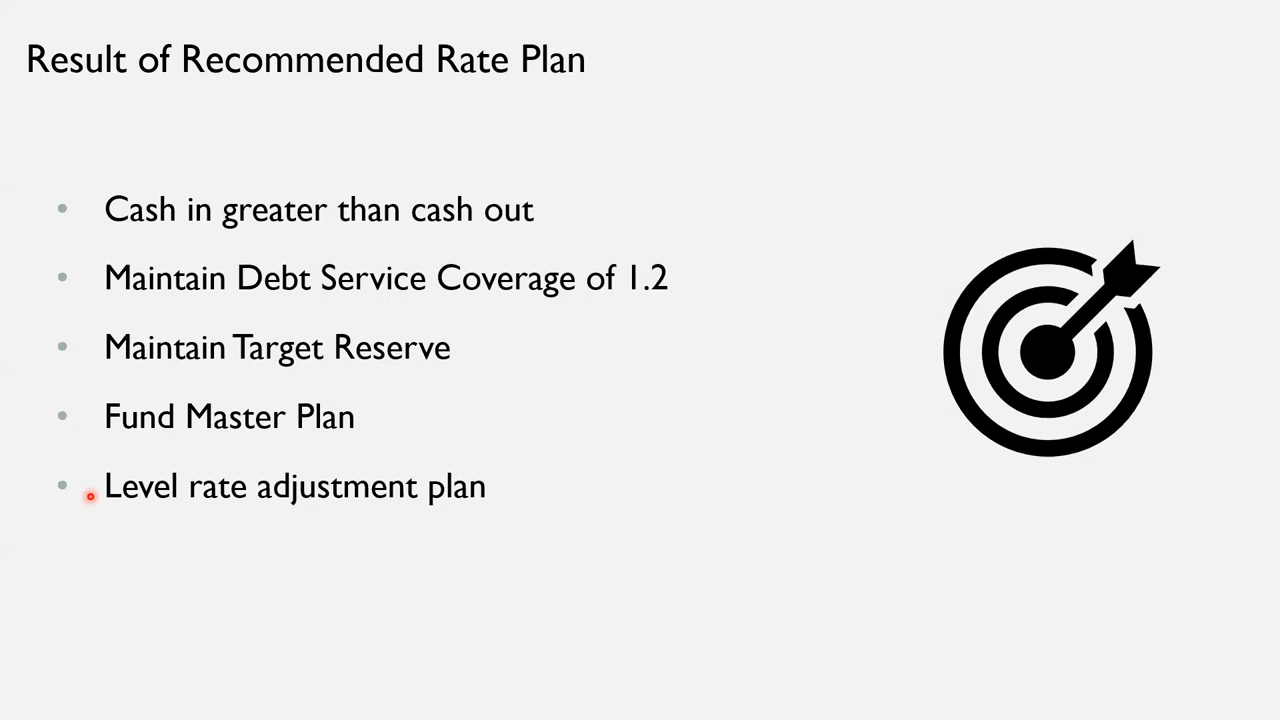 Result of Recommended Rate Plan
• Cash in greater than cash out
• Maintain Debt Service Coverage of 1.2
• Maintain Target Reserve
• Fund Master Plan
• Level rate adjustment plan